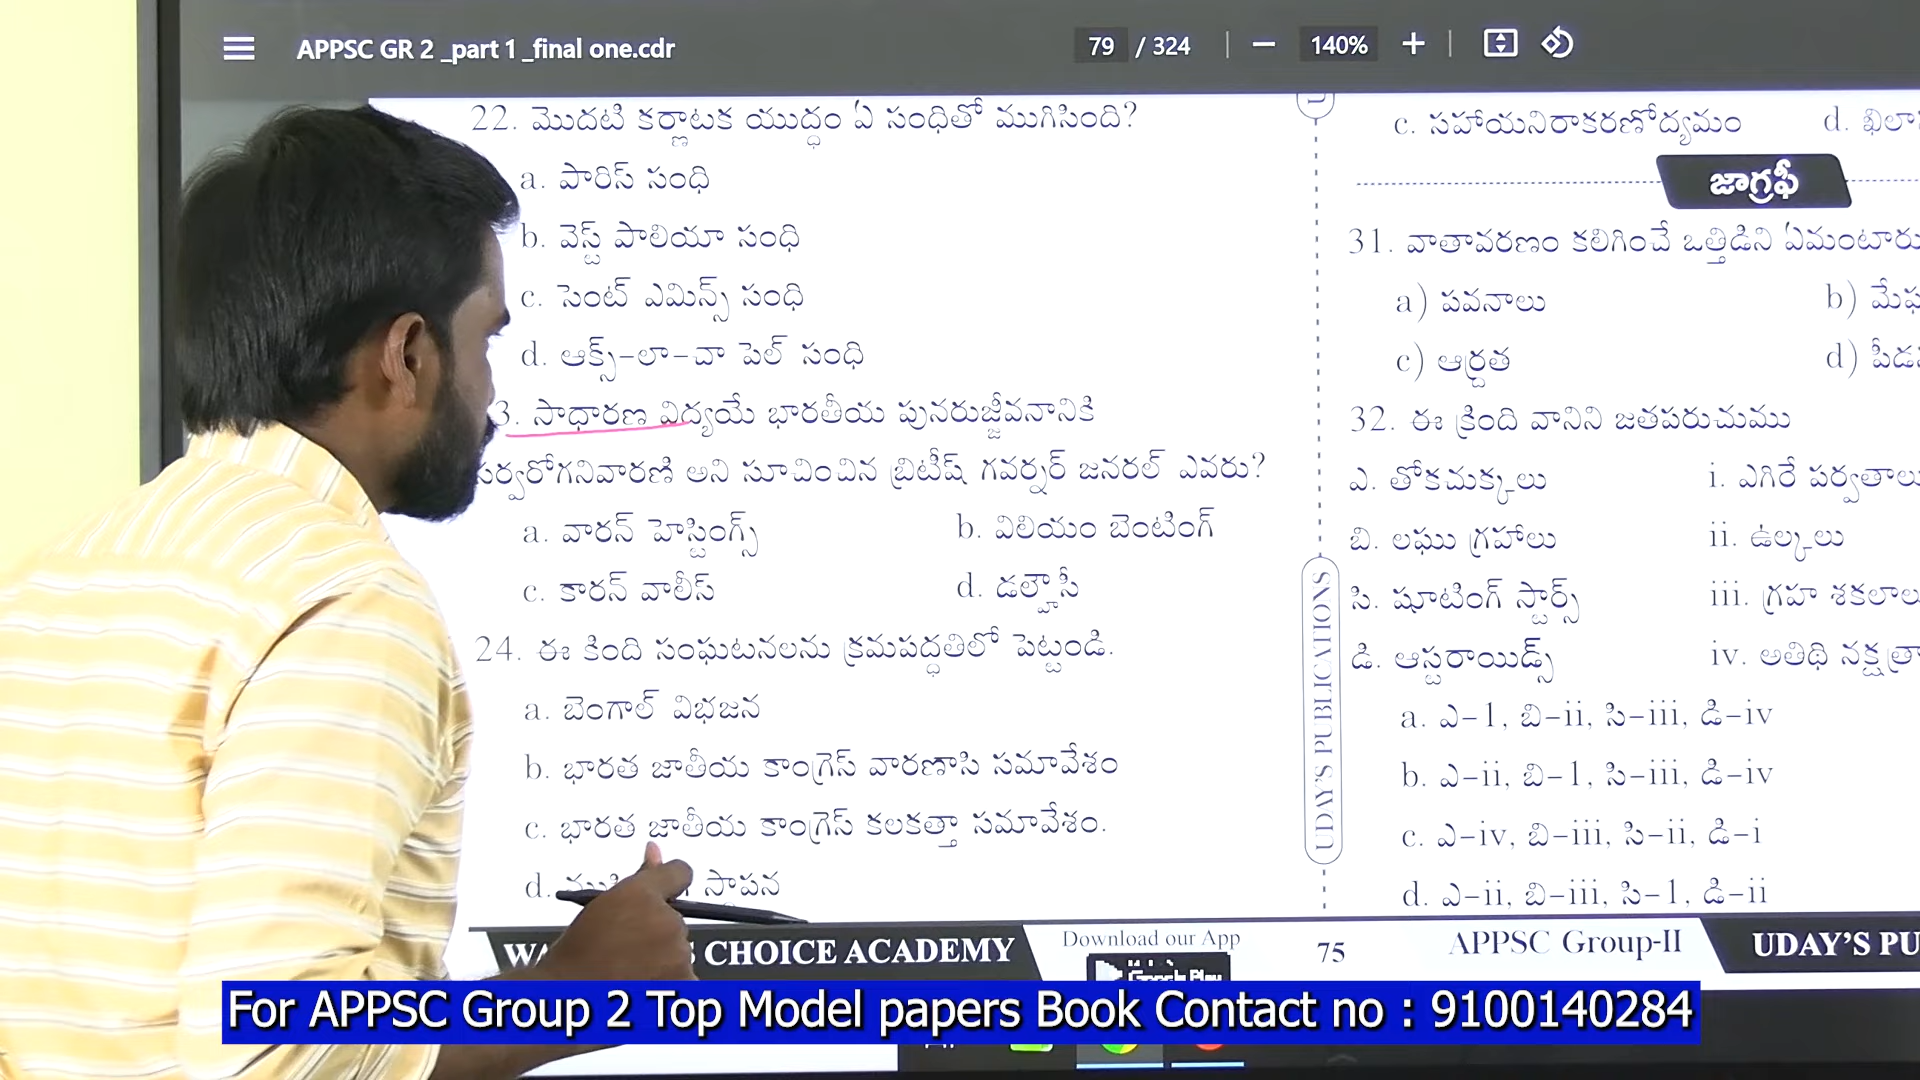 APPSC GR 2 _part 1 _final one.cdr
79 / 324
140%
22. మొదటి కర్ణాటక యుద్ధం ఏ సంధితో ముగిసింది?
a. పారిస్ సంధి
b. వెస్ట్ పాలియా సంధి
c. సెంట్ ఎమిన్స్ సంధి
d. ఆక్స్-లా-చా పెల్ సంధి
3. సాధారణ విద్యయే భారతీయ పునరుజ్జీవనానికి
సర్వరోగనివారణి అని సూచించిన బ్రిటీష్ గవర్నర్ జనరల్ ఎవరు?
a. వారన్ హెస్టింగ్స్
b. విలియం బెంటింగ్
c. కారన్ వాలీస్
d. డల్హౌసీ
24. ఈ కింది సంఘటనలను క్రమపద్ధతిలో పెట్టండి.
a. బెంగాల్ విభజన
b. భారత జాతీయ కాంగ్రెస్ వారణాసి సమావేశం
c. భారత జాతీయ కాంగ్రెస్ కలకత్తా సమావేశం.
d. స్థాపన
UDAY'S PUBLICATIONS
c. సహాయనిరాకరణోద్యమం
d.
జాగ్రఫీ
31. వాతావరణం కలిగించే ఒత్తిడిని ఏమంటారు
a) పవనాలు
b)
c) ఆర్ద్రత
d)
32. ఈ క్రింది వానిని జతపరుచుము
ఎ. తోకచుక్కలు
i. ఎగిరే పర్వతాలు
బి. లఘు గ్రహాలు
ii. ఉల్కలు
సి. షూటింగ్ స్టార్స్
iii. గ్రహ శకలాలు
డి. ఆస్టరాయిడ్స్
iv. అతిథి
a. ఎ-1, బి-ii, సి-iii, డి-iv
b. ఎ-ii, బి-1, సి-iii, డి-iv
c. ఎ-iv, బి-iii, సి-ii, డి-i
d. ఎ-ii, బి-iii, సి-1, డి-ii
CHOICE ACADEMY
Download our App
Google Play
75
APPSC Group-II
UDAY'S
For APPSC Group 2 Top Model papers Book Contact no : 9100140284